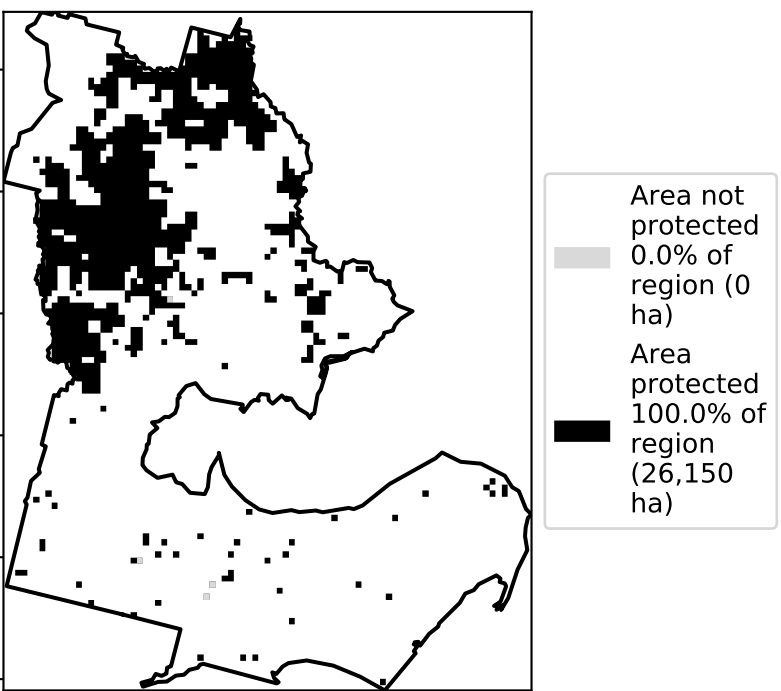 Area not
protected
0.0% of
region (0
ha)
Area
protected
100.0% of
region
(26,150
ha)